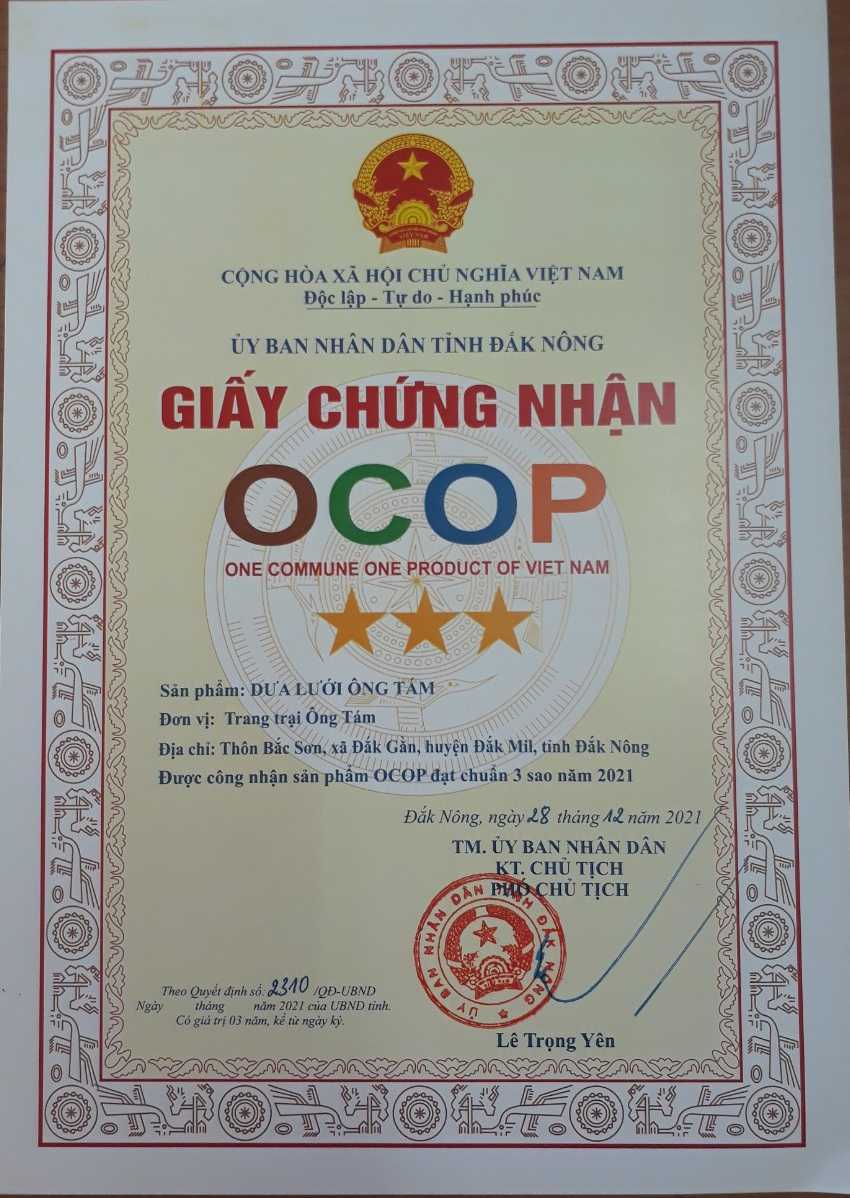 VIỆT NAM
CỘNG HÒA XÃ HỘI CHỦ NGHĨA VIỆT NAM
Độc lập - Tự do - Hạnh phúc
ỦY BAN NHÂN DÂN TỈNH ĐẮK NÔNG
GIẤY CHỨNG NHẬN
OCOP
ONE COMMUNE ONE PRODUCT OF VIET NAM
Sản phẩm: DƯA LƯỚI ÔNG TÁM
Đơn vị: Trang trại Ông Tám
Địa chỉ: Thôn Bắc Sơn, xã Đắk Gằn, huyện Đắk Mil, tỉnh Đắk Nông
Được công nhận sản phẩm OCOP đạt chuẩn 3 sao năm 2021
Đắk Nông, ngày 28 tháng 12 năm 2021
TM. ỦY BAN NHÂN DÂN
KT. CHỦ TỊCH
PHÓ CHỦ TỊCH
ỦY BAN NHÂN DÂN TỈNH ĐẮK NÔNG
Theo Quyết định số: 2310 /QĐ-UBND
Ngày tháng năm 2021 của UBND tỉnh.
Có giá trị 03 năm, kể từ ngày ký.
Lê Trọng Yên